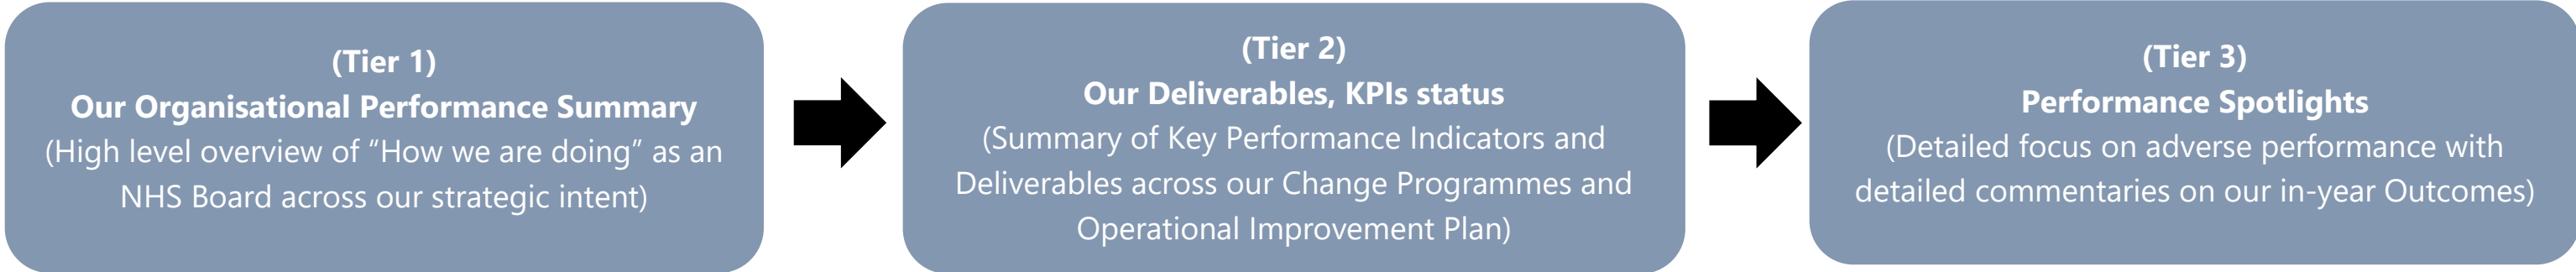 (Tier 1)
Our Organisational Performance Summary
(High level overview of “How we are doing” as an
NHS Board across our strategic intent)
(Tier 2)
Our Deliverables, KPIs status
(Summary of Key Performance Indicators and
Deliverables across our Change Programmes and
Operational Improvement Plan)
(Tier 3)
Performance Spotlights
(Detailed focus on adverse performance with
detailed commentaries on our in-year Outcomes)